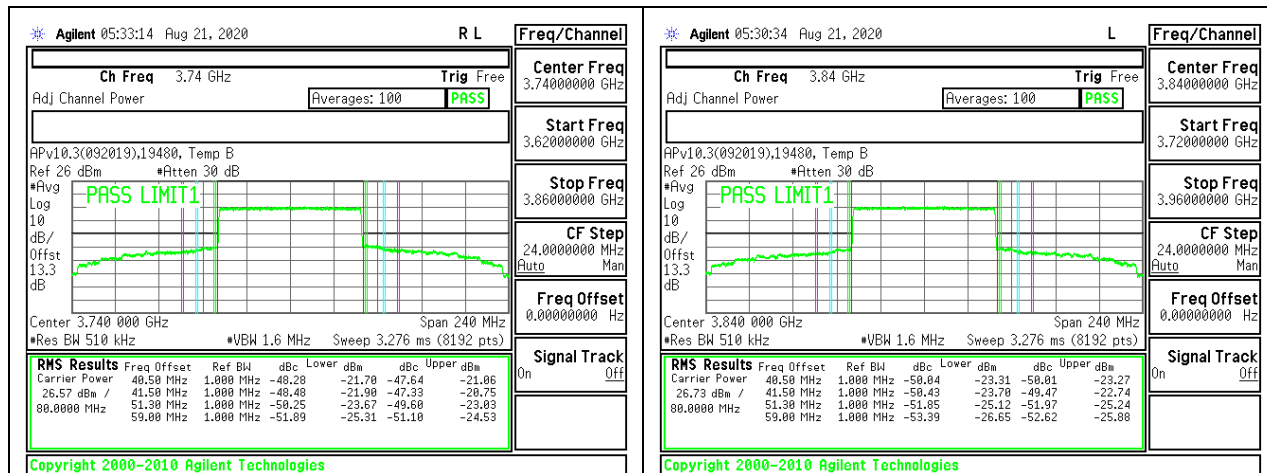 Agilent 05:33:14 Aug 21, 2020 R L
Ch Freq 3.74 GHz Trig Free
Adj Channel Power Averages: 100 PASS
APv10.3(092019),19480, Temp B
Ref 26 dBm #Atten 30 dB
#Avg
Log
10
dB/
Offst
13.3
dB
PASS LIMIT1
Center 3.740 000 GHz Span 240 MHz
#Res BW 510 kHz #VBW 1.6 MHz Sweep 3.276 ms (8192 pts)
RMS Results Freq Offset Ref BW dBc Lower dBm dBc Upper dBm
Carrier Power 40.50 MHz 1.000 MHz -48.28 -21.70 -47.64 -21.06
26.57 dBm / 41.50 MHz 1.000 MHz -48.48 -21.90 -47.33 -20.75
80.0000 MHz 51.30 MHz 1.000 MHz -50.25 -23.67 -49.60 -23.03
59.00 MHz 1.000 MHz -51.89 -25.31 -51.10 -24.53
Copyright 2000-2010 Agilent Technologies
Freq/Channel
Center Freq
3.74000000 GHz
Start Freq
3.62000000 GHz
Stop Freq
3.86000000 GHz
CF Step
24.0000000 MHz
Auto Man
Freq Offset
0.00000000 Hz
Signal Track
On Off
Agilent 05:30:34 Aug 21, 2020 L
Ch Freq 3.84 GHz Trig Free
Adj Channel Power Averages: 100 PASS
APv10.3(092019),19480, Temp B
Ref 26 dBm #Atten 30 dB
#Avg
Log
10
dB/
Offst
13.3
dB
PASS LIMIT1
Center 3.840 000 GHz Span 240 MHz
#Res BW 510 kHz #VBW 1.6 MHz Sweep 3.276 ms (8192 pts)
RMS Results Freq Offset Ref BW dBc Lower dBm dBc Upper dBm
Carrier Power 40.50 MHz 1.000 MHz -50.04 -23.31 -50.01 -23.27
26.73 dBm / 41.50 MHz 1.000 MHz -50.43 -23.70 -49.47 -22.74
80.0000 MHz 51.30 MHz 1.000 MHz -51.85 -25.12 -51.97 -25.24
59.00 MHz 1.000 MHz -53.39 -26.65 -52.62 -25.88
Copyright 2000-2010 Agilent Technologies
Freq/Channel
Center Freq
3.84000000 GHz
Start Freq
3.72000000 GHz
Stop Freq
3.96000000 GHz
CF Step
24.0000000 MHz
Auto Man
Freq Offset
0.00000000 Hz
Signal Track
On Off